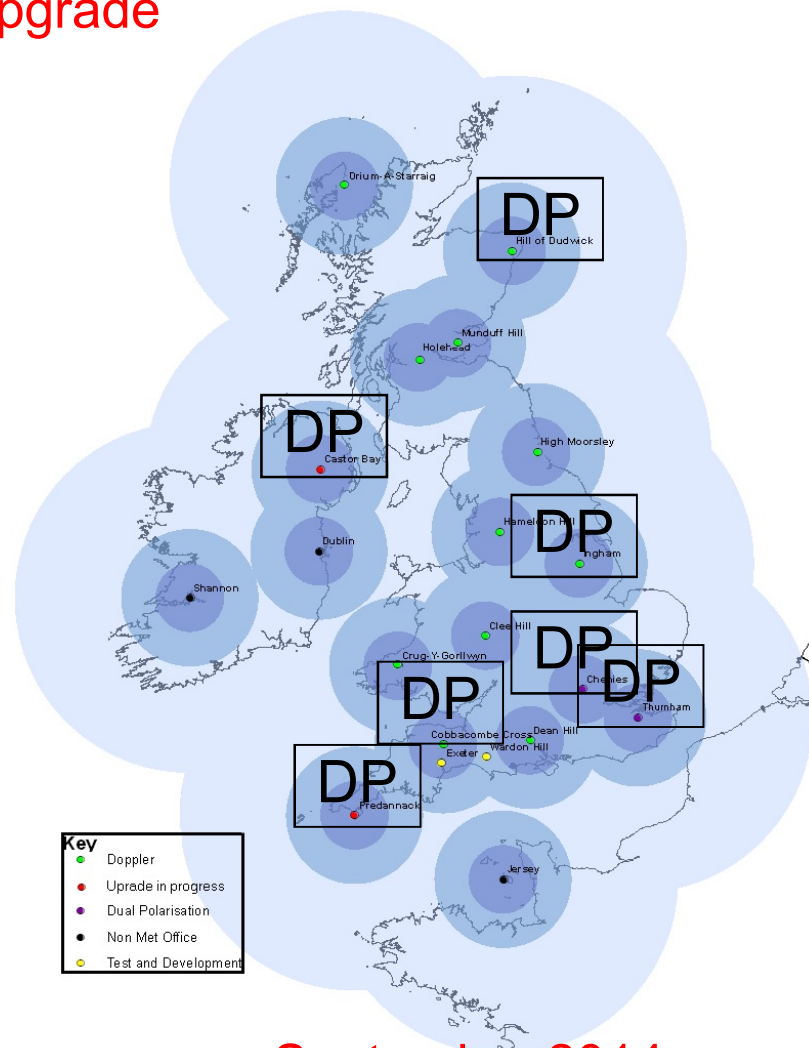 pgrade
Drium-A-Starraig
DP
Hill of Dudwick
Munduff Hill
Holehead
DP
Castor Bay
High Moorsley
DP
Hameldon Hill
Ingham
Dublin
Shannon
DP
Clee Hill
DP
Crug-Y-Gorllwyn
Chenies
DP
Thurnham
Cobbacombe Cross
Dean Hill
Exeter
Wardon Hill
DP
Predannack
Key
Doppler
Uprade in progress
Dual Polarisation
Non Met Office
Test and Development
Jersey